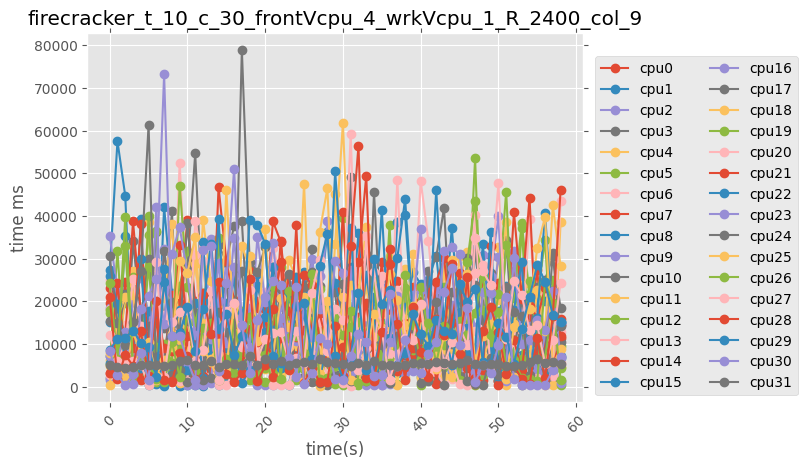 firecracker_t_10_c_30_frontVcpu_4_wrkVcpu_1_R_2400_col_9
80000
70000
60000
50000
40000
30000
20000
10000
0
time ms
0 10 20 30 40 50 60
time(s)
cpu0 cpu16
cpu1 cpu17
cpu2 cpu18
cpu3 cpu19
cpu4 cpu20
cpu5 cpu21
cpu6 cpu22
cpu7 cpu23
cpu8 cpu24
cpu9 cpu25
cpu10 cpu26
cpu11 cpu27
cpu12 cpu28
cpu13 cpu29
cpu14 cpu30
cpu15 cpu31